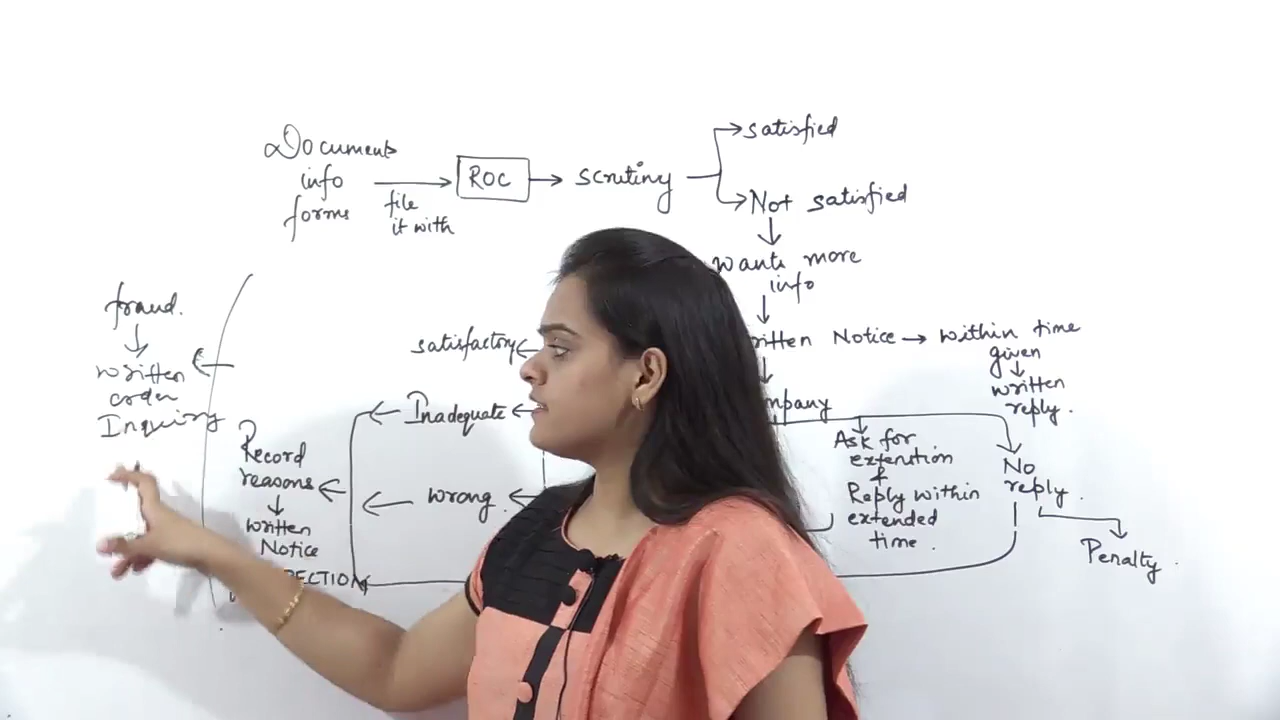 Documents
info
forms
file
it with
ROC
scrutiny
satisfied
Not satisfied
wants more
info
Notice
within time
given
written
reply.
Ask for
extenstion
&
Reply within
extended
time.
No
reply.
Penalty.
satisfactory
Inadequate
wrong.
Record
reasons
written
Notice
fraud.
written
order
Inquiry